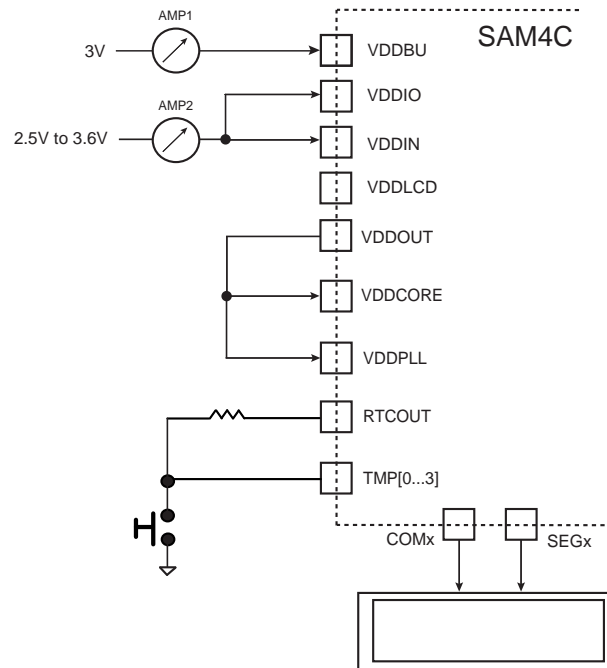 AMP1
SAM4C
3V
VDDBU
AMP2
VDDIO
2.5V to 3.6V
VDDIN
VDDLCD
VDDOUT
VDDCORE
VDDPLL
RTCOUT
TMP[0...3]
COMx
SEGx